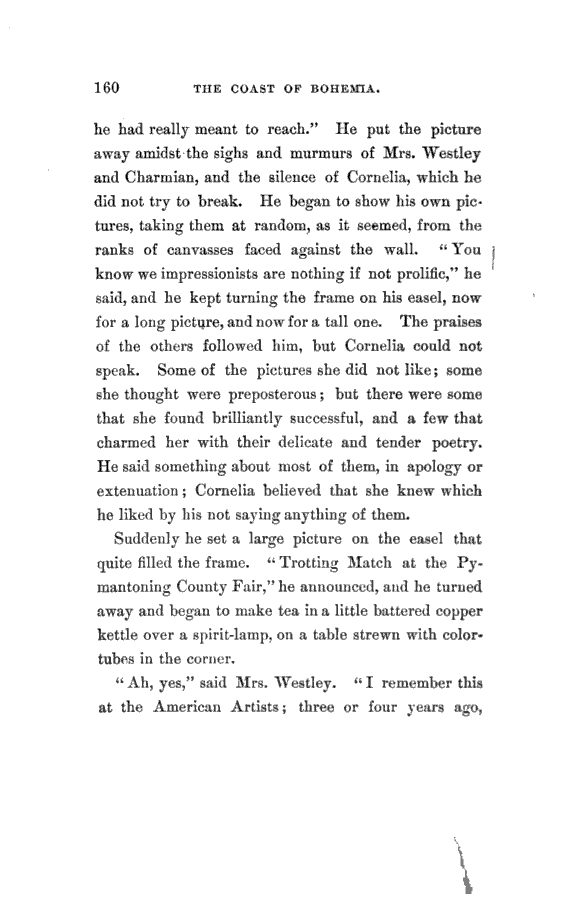 160 THE COAST OF BOHEMIA.
he had really meant to reach.” He put the picture
away amidst the sighs and murmurs of Mrs. Westley
and Charmian, and the silence of Cornelia, which he
did not try to break. He began to show his own pic-
tures, taking them at random, as it seemed, from the
ranks of canvasses faced against the wall. “You
know we impressionists are nothing if not prolific,” he
said, and he kept turning the frame on his easel, now
for a long picture, and now for a tall one. The praises
of the others followed him, but Cornelia could not
speak. Some of the pictures she did not like; some
she thought were preposterous; but there were some
that she found brilliantly successful, and a few that
charmed her with their delicate and tender poetry.
He said something about most of them, in apology or
extenuation; Cornelia believed that she knew which
he liked by his not saying anything of them.
Suddenly he set a large picture on the easel that
quite filled the frame. “Trotting Match at the Py-
mantoning County Fair,” he announced, and he turned
away and began to make tea in a little battered copper
kettle over a spirit-lamp, on a table strewn with color-
tubes in the corner.
“Ah, yes,” said Mrs. Westley. “I remember this
at the American Artists; three or four years ago,